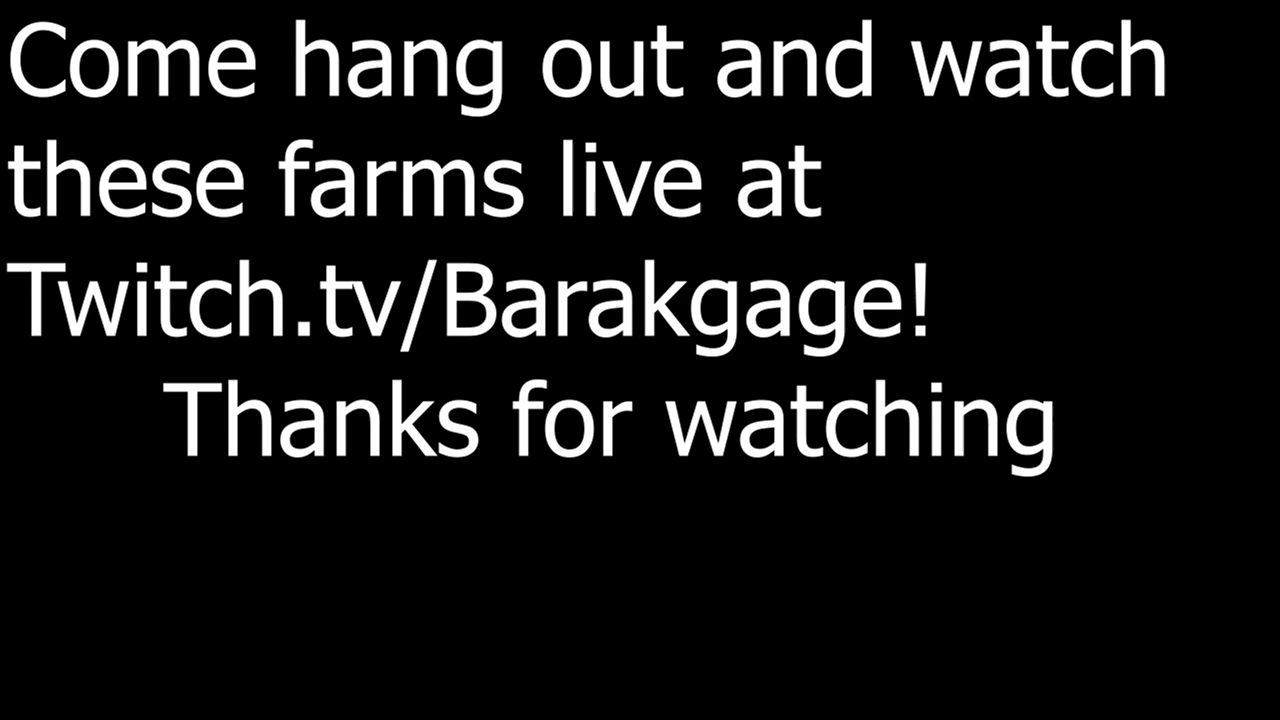 Come hang out and watch
these farms live at
Twitch.tv/Barakgage!
Thanks for watching